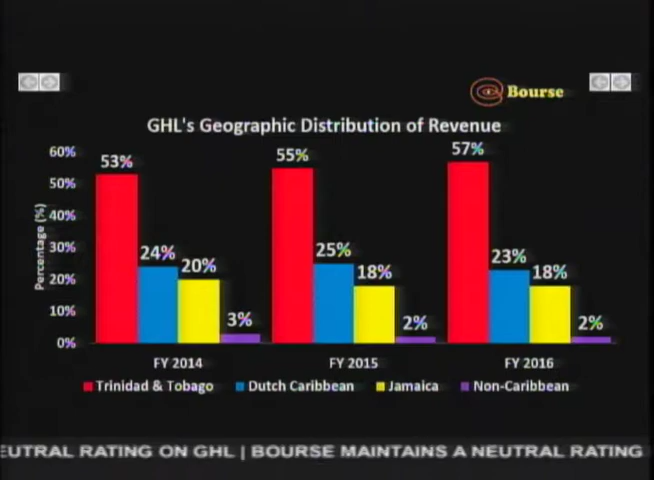 Bourse
GHL's Geographic Distribution of Revenue
Percentage (%)
60%
50%
40%
30%
20%
10%
0%
53% 24% 20% 3%
55% 25% 18% 2%
57% 23% 18% 2%
FY 2014 FY 2015 FY 2016
Trinidad & Tobago Dutch Caribbean Jamaica Non-Caribbean
EUTRAL RATING ON GHL | BOURSE MAINTAINS A NEUTRAL RATING